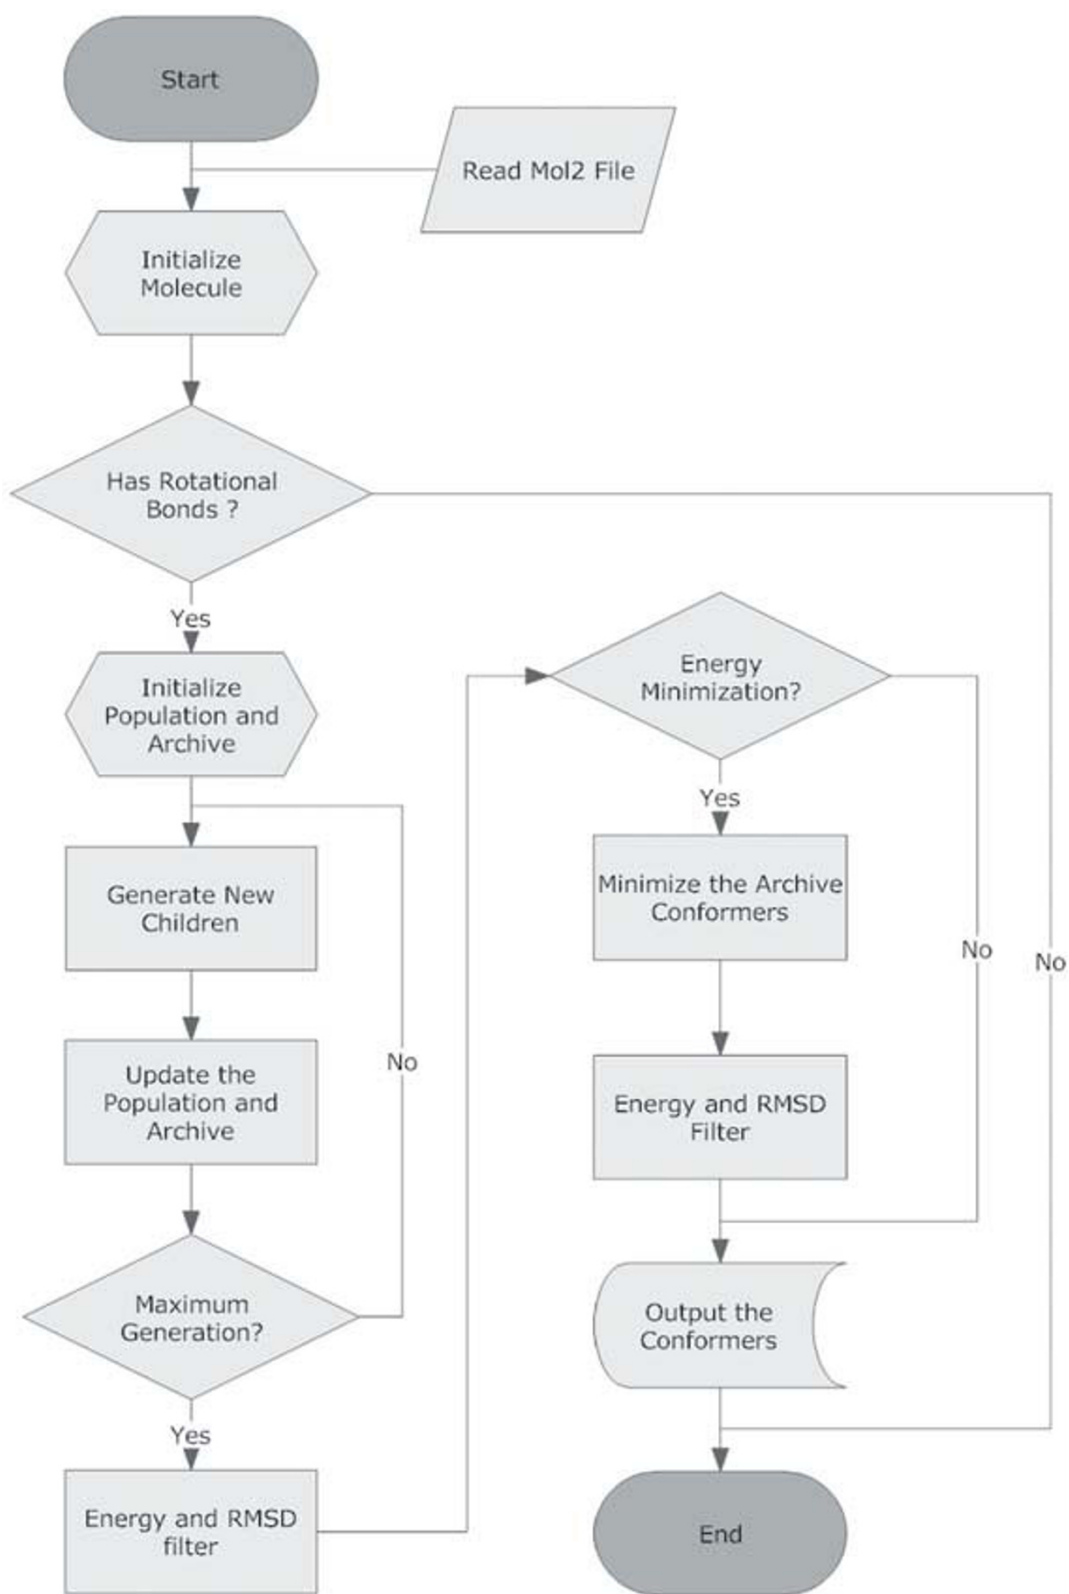 Start
Read Mol2 File
Initialize
Molecule
Has Rotational
Bonds ?
Yes
Initialize
Population and
Archive
Generate New
Children
Update the
Population and
Archive
No
Maximum
Generation?
Yes
Energy and RMSD
filter
Energy
Minimization?
Yes
Minimize the Archive
Conformers
No
No
Energy and RMSD
Filter
Output the
Conformers
End